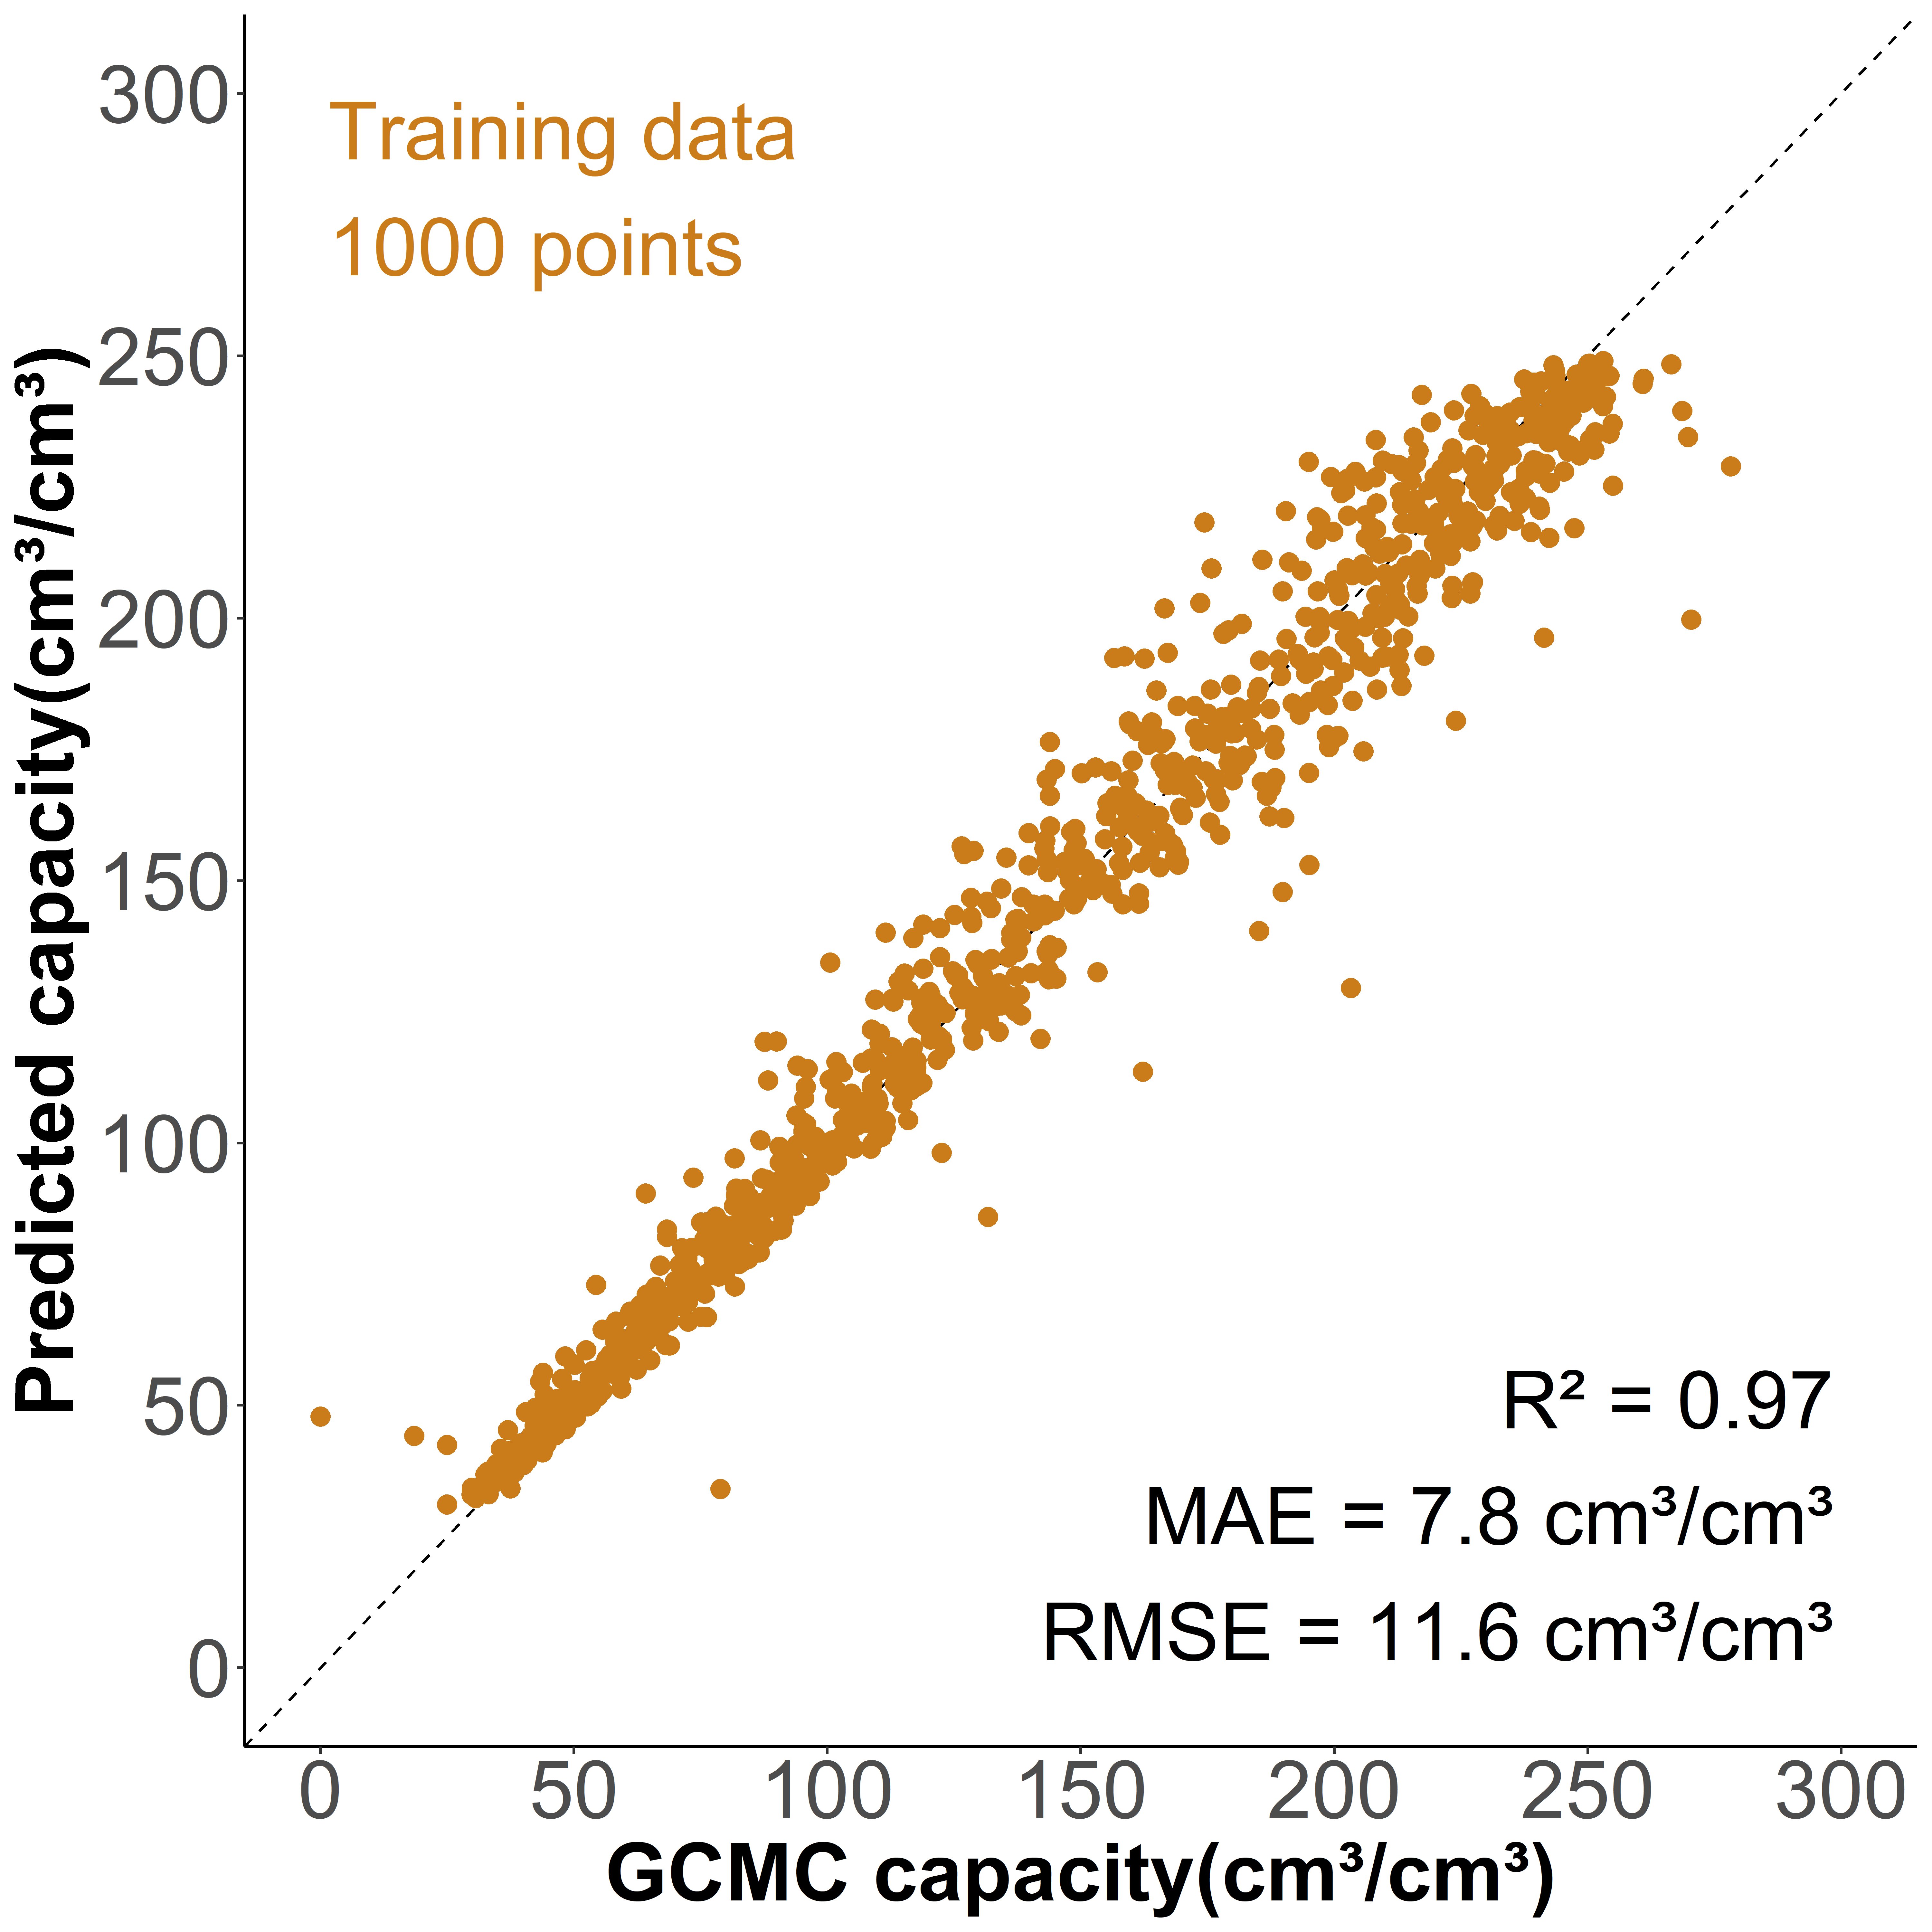 Training data
1000 points
300
250
200
150
100
50
0
Predicted capacity(cm³/cm³)
R² = 0.97
MAE = 7.8 cm³/cm³
RMSE = 11.6 cm³/cm³
0 50 100 150 200 250 300
GCMC capacity(cm³/cm³)